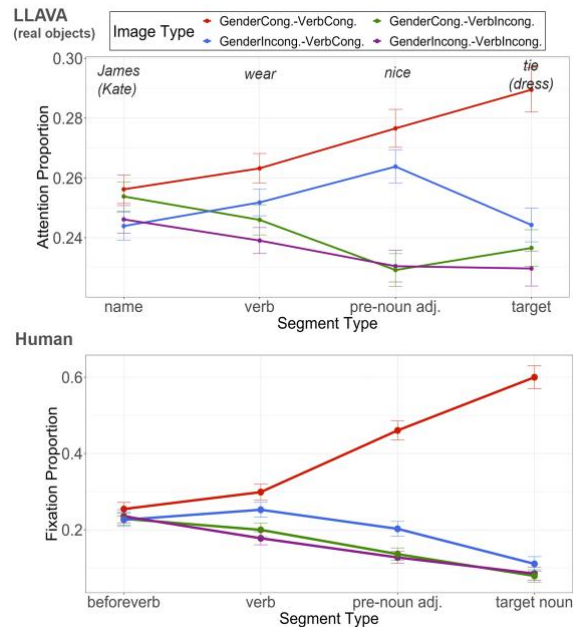 LLAVA
(real objects)
Image Type
GenderCong.-VerbCong.
GenderCong.-VerbIncong.
GenderIncong.-VerbCong.
GenderIncong.-VerbIncong.
0.30
0.28
0.26
0.24
Attention Proportion
James
(Kate)
wear
nice
tie
(dress)
name
verb
pre-noun adj.
target
Segment Type
Human
0.6
0.4
0.2
Fixation Proportion
beforeverb
verb
pre-noun adj.
target noun
Segment Type